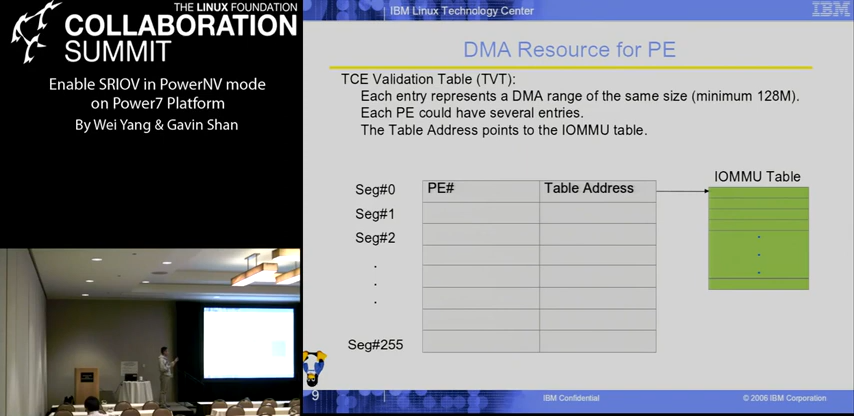 THE LINUX FOUNDATION
COLLABORATION
SUMMIT
Enable SRIOV in PowerNV mode
on Power7 Platform
By Wei Yang & Gavin Shan
IBM Linux Technology Center
IBM
DMA Resource for PE
TCE Validation Table (TVT):
Each entry represents a DMA range of the same size (minimum 128M).
Each PE could have several entries.
The Table Address points to the IOMMU table.
IOMMU Table
Seg#0
PE#
Table Address
Seg#1
Seg#2
Seg#255
9
IBM Confidential
© 2006 IBM Corporation